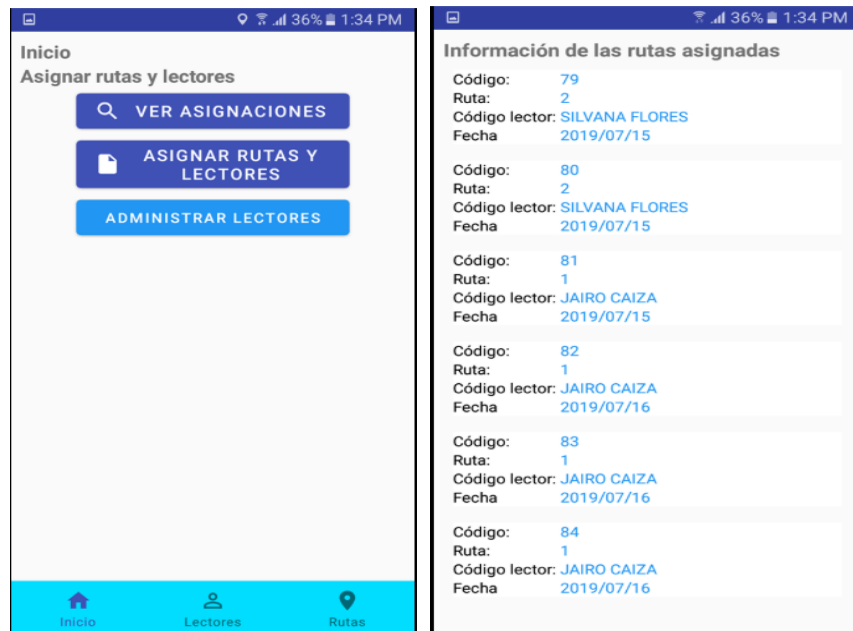 36% 1:34 PM
Inicio
Asignar rutas y lectores
VER ASIGNACIONES
ASIGNAR RUTAS Y
LECTORES
ADMINISTRAR LECTORES
Inicio Lectores Rutas
36% 1:34 PM
Información de las rutas asignadas
Código: 79
Ruta: 2
Código lector: SILVANA FLORES
Fecha 2019/07/15
Código: 80
Ruta: 2
Código lector: SILVANA FLORES
Fecha 2019/07/15
Código: 81
Ruta: 1
Código lector: JAIRO CAIZA
Fecha 2019/07/15
Código: 82
Ruta: 1
Código lector: JAIRO CAIZA
Fecha 2019/07/16
Código: 83
Ruta: 1
Código lector: JAIRO CAIZA
Fecha 2019/07/16
Código: 84
Ruta: 1
Código lector: JAIRO CAIZA
Fecha 2019/07/16